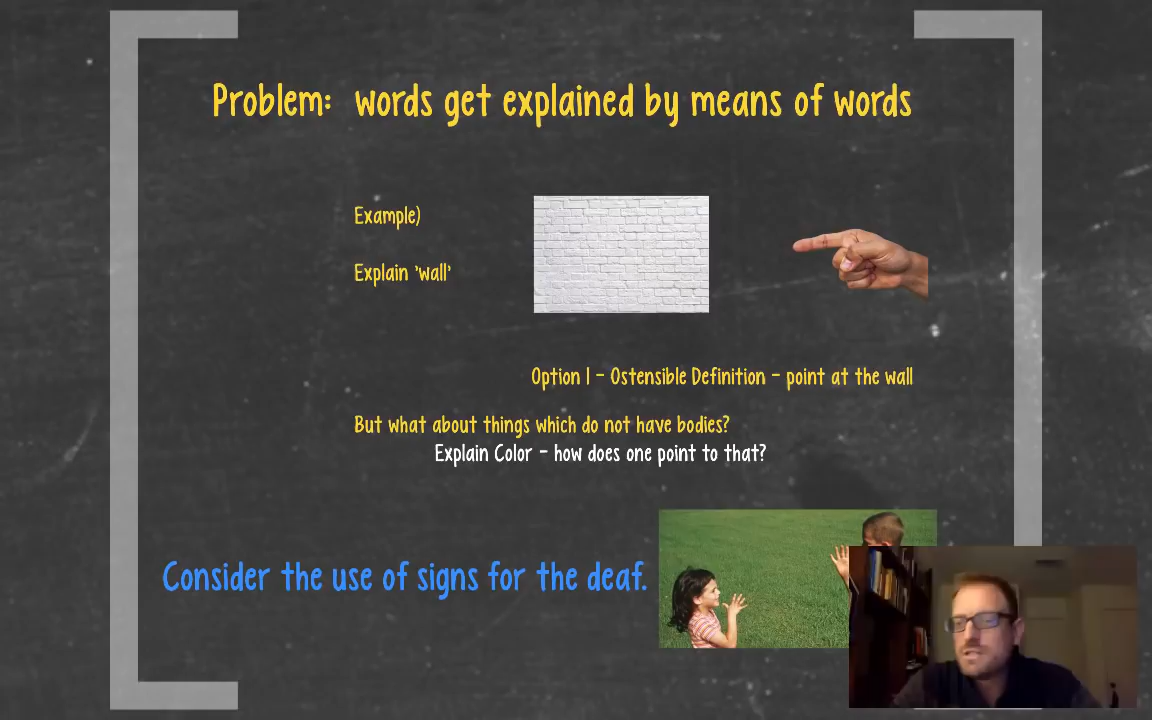 Problem: words get explained by means of words
Example)
Explain 'wall'
Option 1 - Ostensible Definition - point at the wall
But what about things which do not have bodies?
Explain Color - how does one point to that?
Consider the use of signs for the deaf.